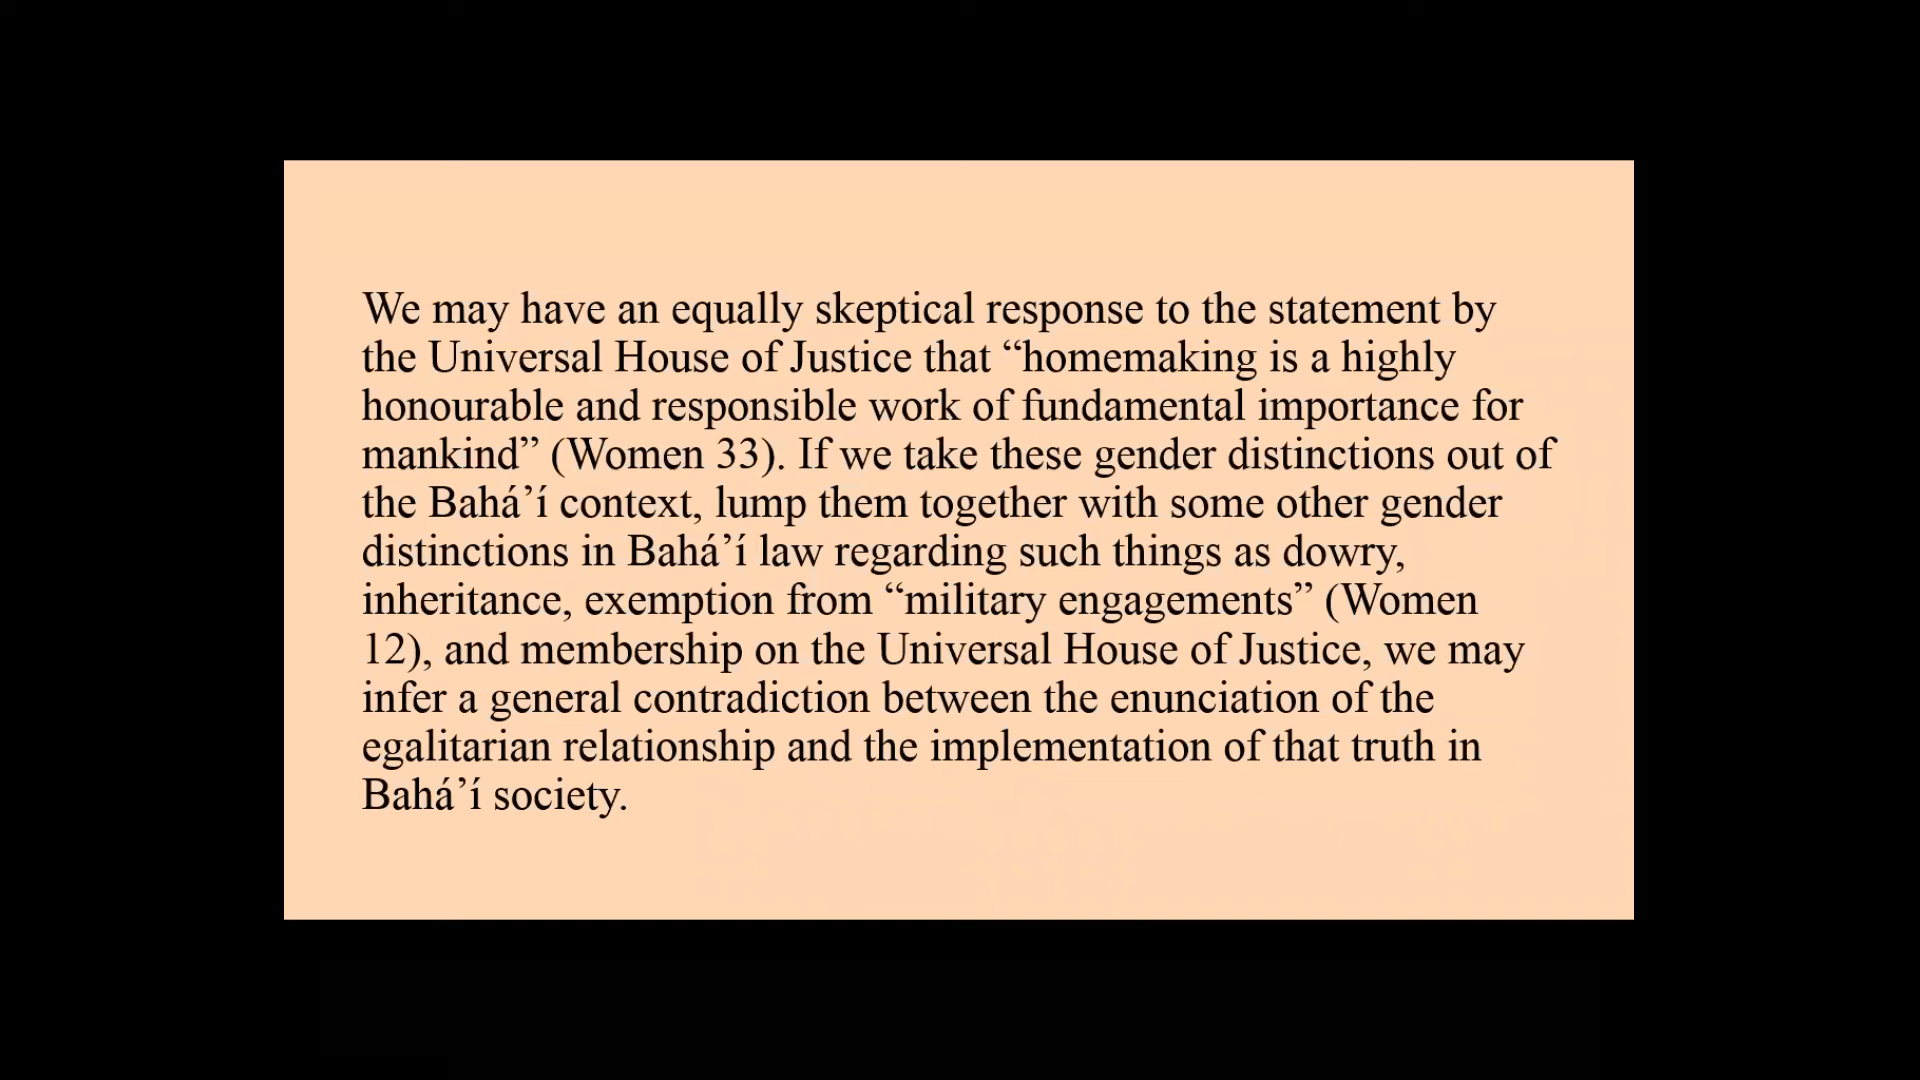 We may have an equally skeptical response to the statement by
the Universal House of Justice that “homemaking is a highly
honourable and responsible work of fundamental importance for
mankind” (Women 33). If we take these gender distinctions out of
the Bahá’í context, lump them together with some other gender
distinctions in Bahá’í law regarding such things as dowry,
inheritance, exemption from “military engagements” (Women
12), and membership on the Universal House of Justice, we may
infer a general contradiction between the enunciation of the
egalitarian relationship and the implementation of that truth in
Bahá’í society.